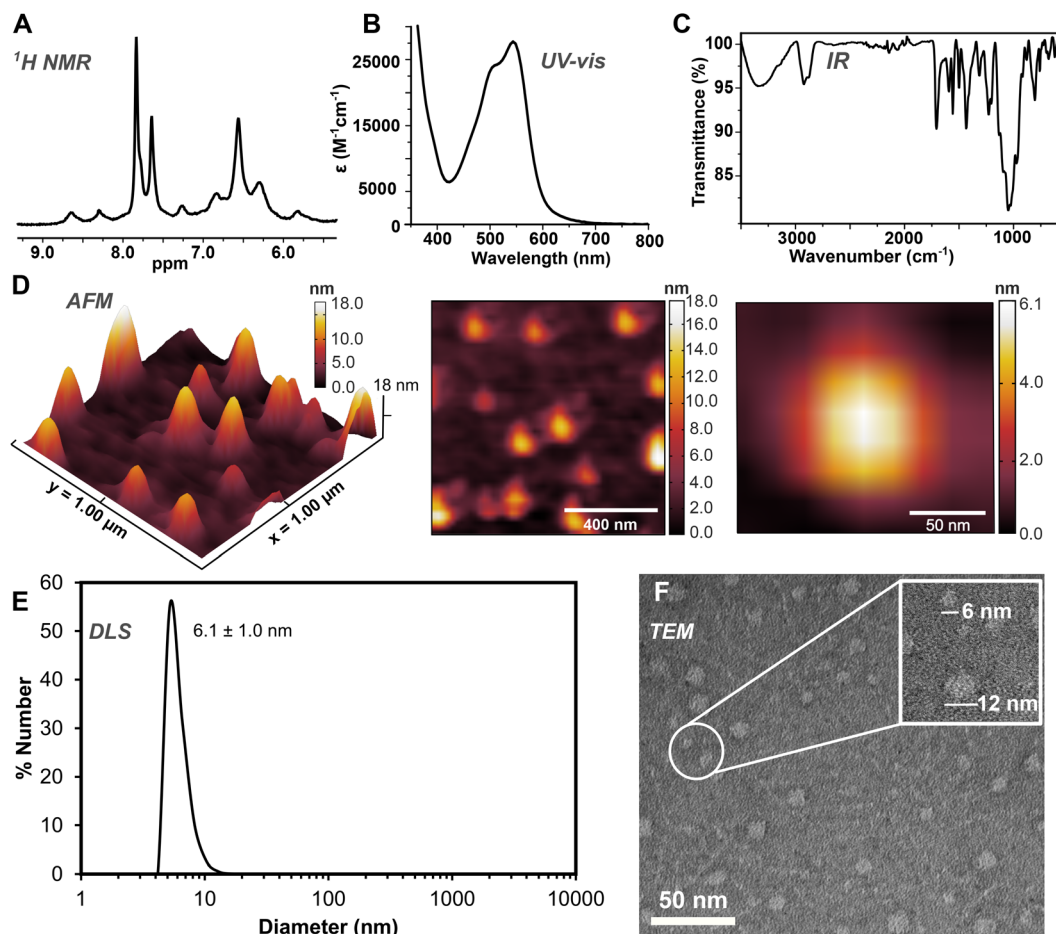 A
¹H NMR
9.0 8.0 7.0 6.0
ppm
B
UV-vis
ε (M⁻¹cm⁻¹)
25000
15000
5000
0
400 500 600 700 800
Wavelength (nm)
C
IR
Transmittance (%)
100
95
90
85
3000 2000 1000
Wavenumber (cm⁻¹)
D
AFM
nm
18.0
10.0
5.0
0.0
18 nm
y = 1.00 µm
x = 1.00 µm
400 nm
nm
18.0
16.0
14.0
12.0
10.0
8.0
6.0
4.0
2.0
0.0
50 nm
nm
6.1
4.0
2.0
0.0
E
DLS
6.1 ± 1.0 nm
% Number
60
50
40
30
20
10
0
1 10 100 1000 10000
Diameter (nm)
F
TEM
6 nm
12 nm
50 nm